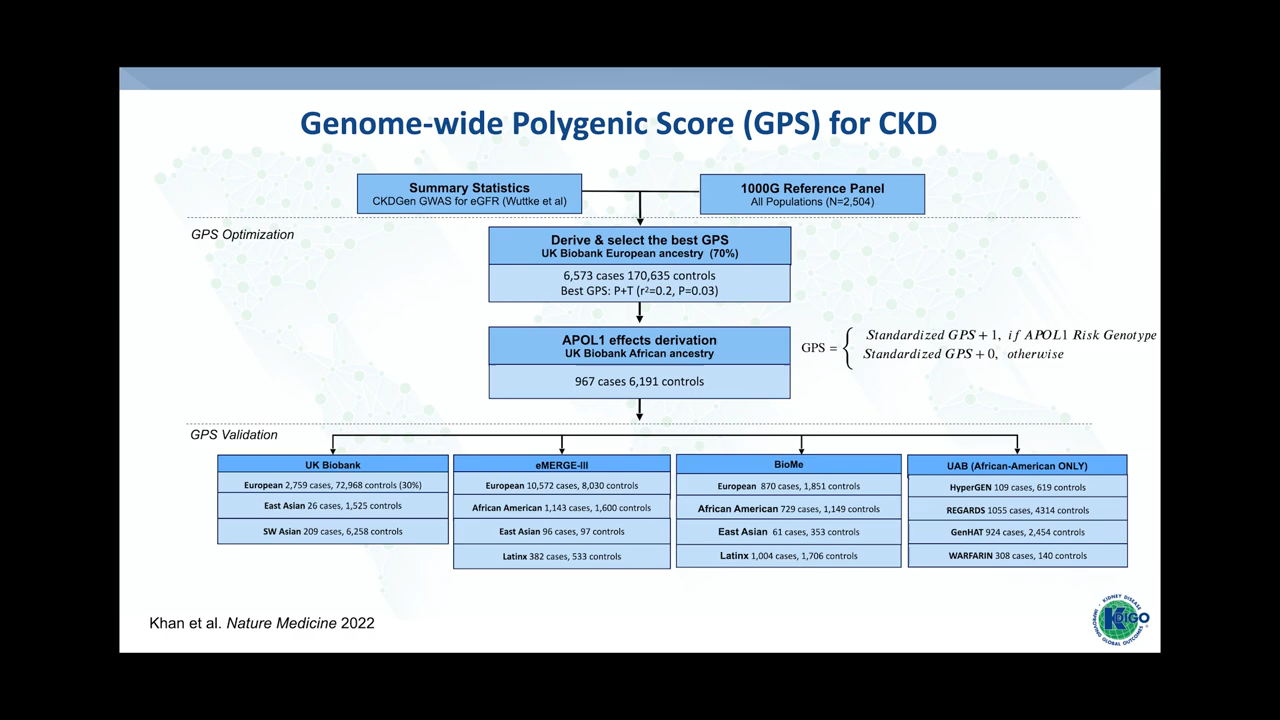 Genome-wide Polygenic Score (GPS) for CKD
Summary Statistics
CKDGen GWAS for eGFR (Wuttke et al)
1000G Reference Panel
All Populations (N=2,504)
GPS Optimization
Derive & select the best GPS
UK Biobank European ancestry (70%)
6,573 cases 170,635 controls
Best GPS: P+T (r²=0.2, P=0.03)
APOL1 effects derivation
UK Biobank African ancestry
967 cases 6,191 controls
GPS = { Standardized GPS + 1, if APOL1 Risk Genotype
Standardized GPS + 0, otherwise
GPS Validation
UK Biobank
European 2,759 cases, 72,968 controls (30%)
East Asian 26 cases, 1,525 controls
SW Asian 209 cases, 6,258 controls
eMERGE-III
European 10,572 cases, 8,030 controls
African American 1,143 cases, 1,600 controls
East Asian 96 cases, 97 controls
Latinx 382 cases, 533 controls
BioMe
European 870 cases, 1,851 controls
African American 729 cases, 1,149 controls
East Asian 61 cases, 353 controls
Latinx 1,004 cases, 1,706 controls
UAB (African-American ONLY)
HyperGEN 109 cases, 619 controls
REGARDS 1055 cases, 4314 controls
GenHAT 924 cases, 2,454 controls
WARFARIN 308 cases, 140 controls
Khan et al. Nature Medicine 2022
KIDNEY DISEASE
KDIGO
IMPROVING GLOBAL OUTCOMES